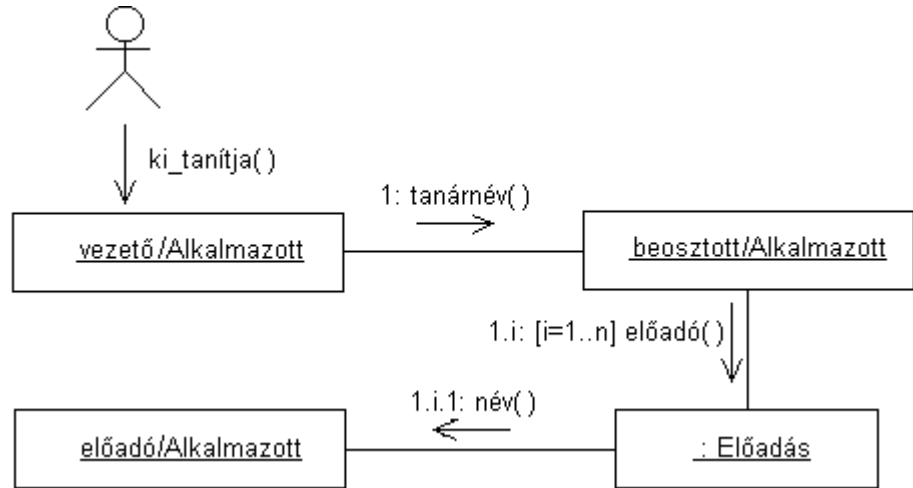 ki_tanítja( )
1: tanárnév( )
vezető/Alkalmazott
beosztott/Alkalmazott
1.i: [i=1..n] előadó( )
1.i.1: név( )
előadó/Alkalmazott
: Előadás